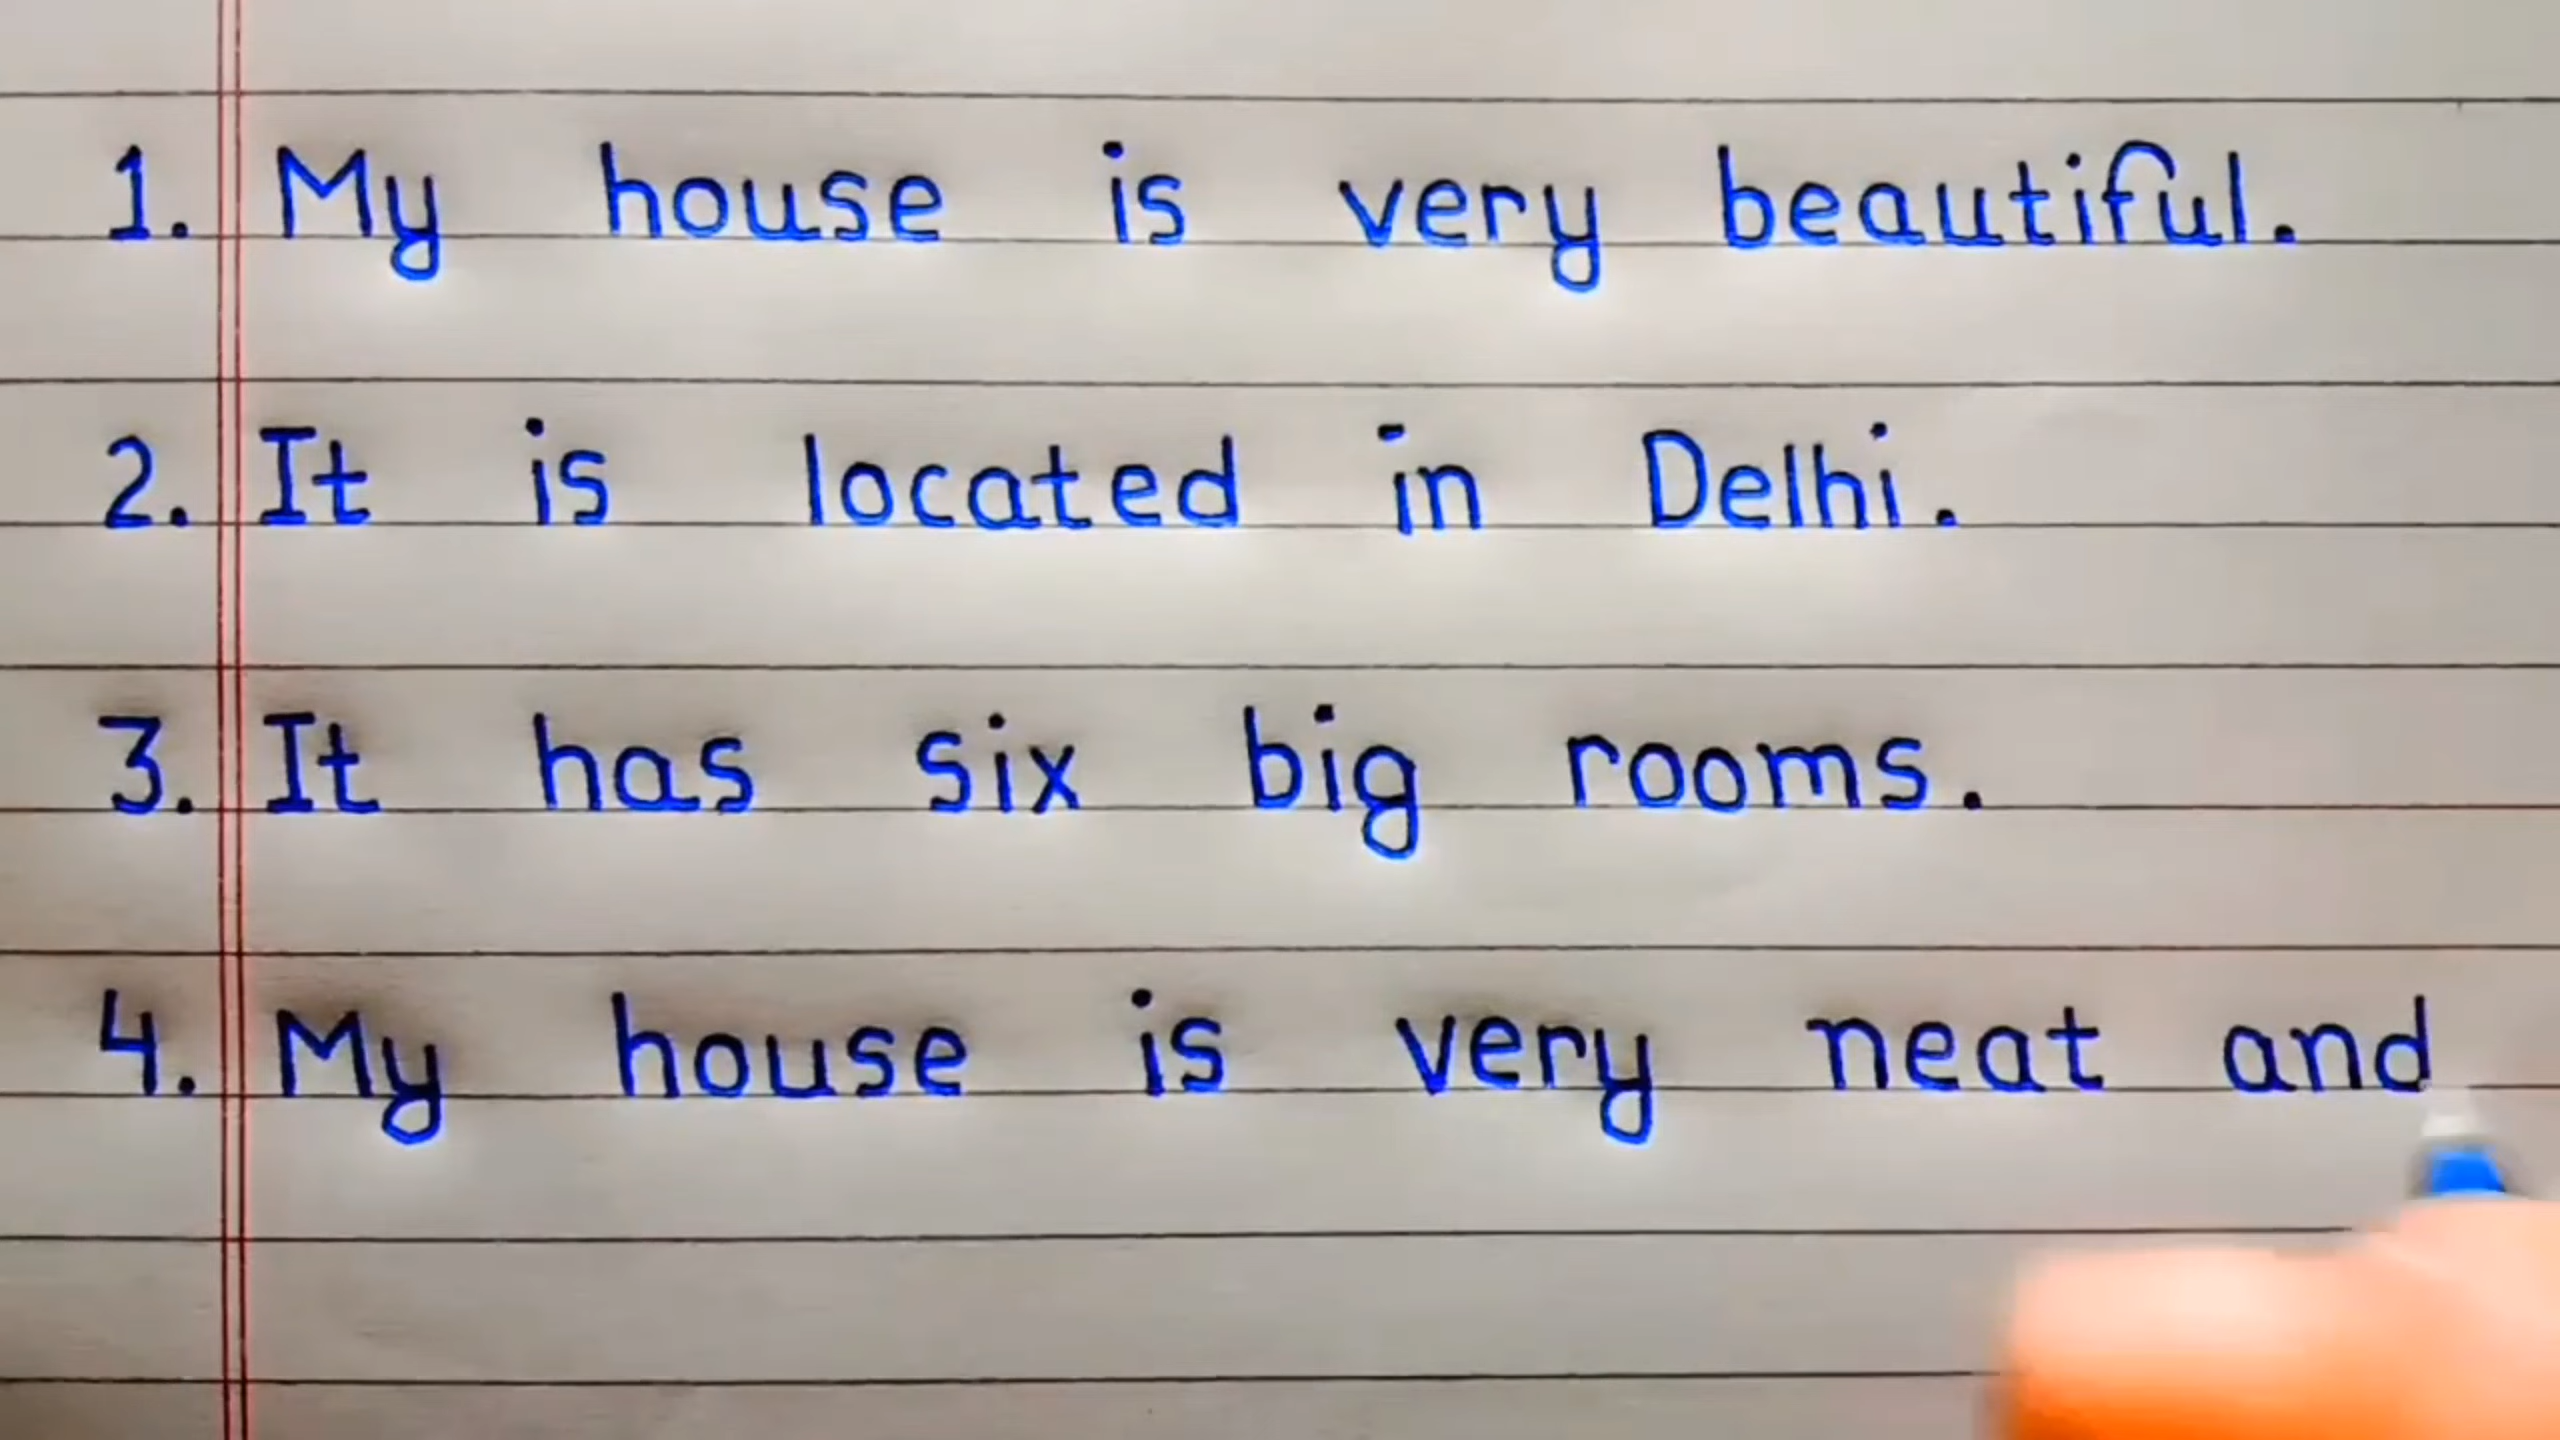 1. My house is very beautiful.
2. It is located in Delhi.
3. It has six big rooms.
4. My house is very neat and